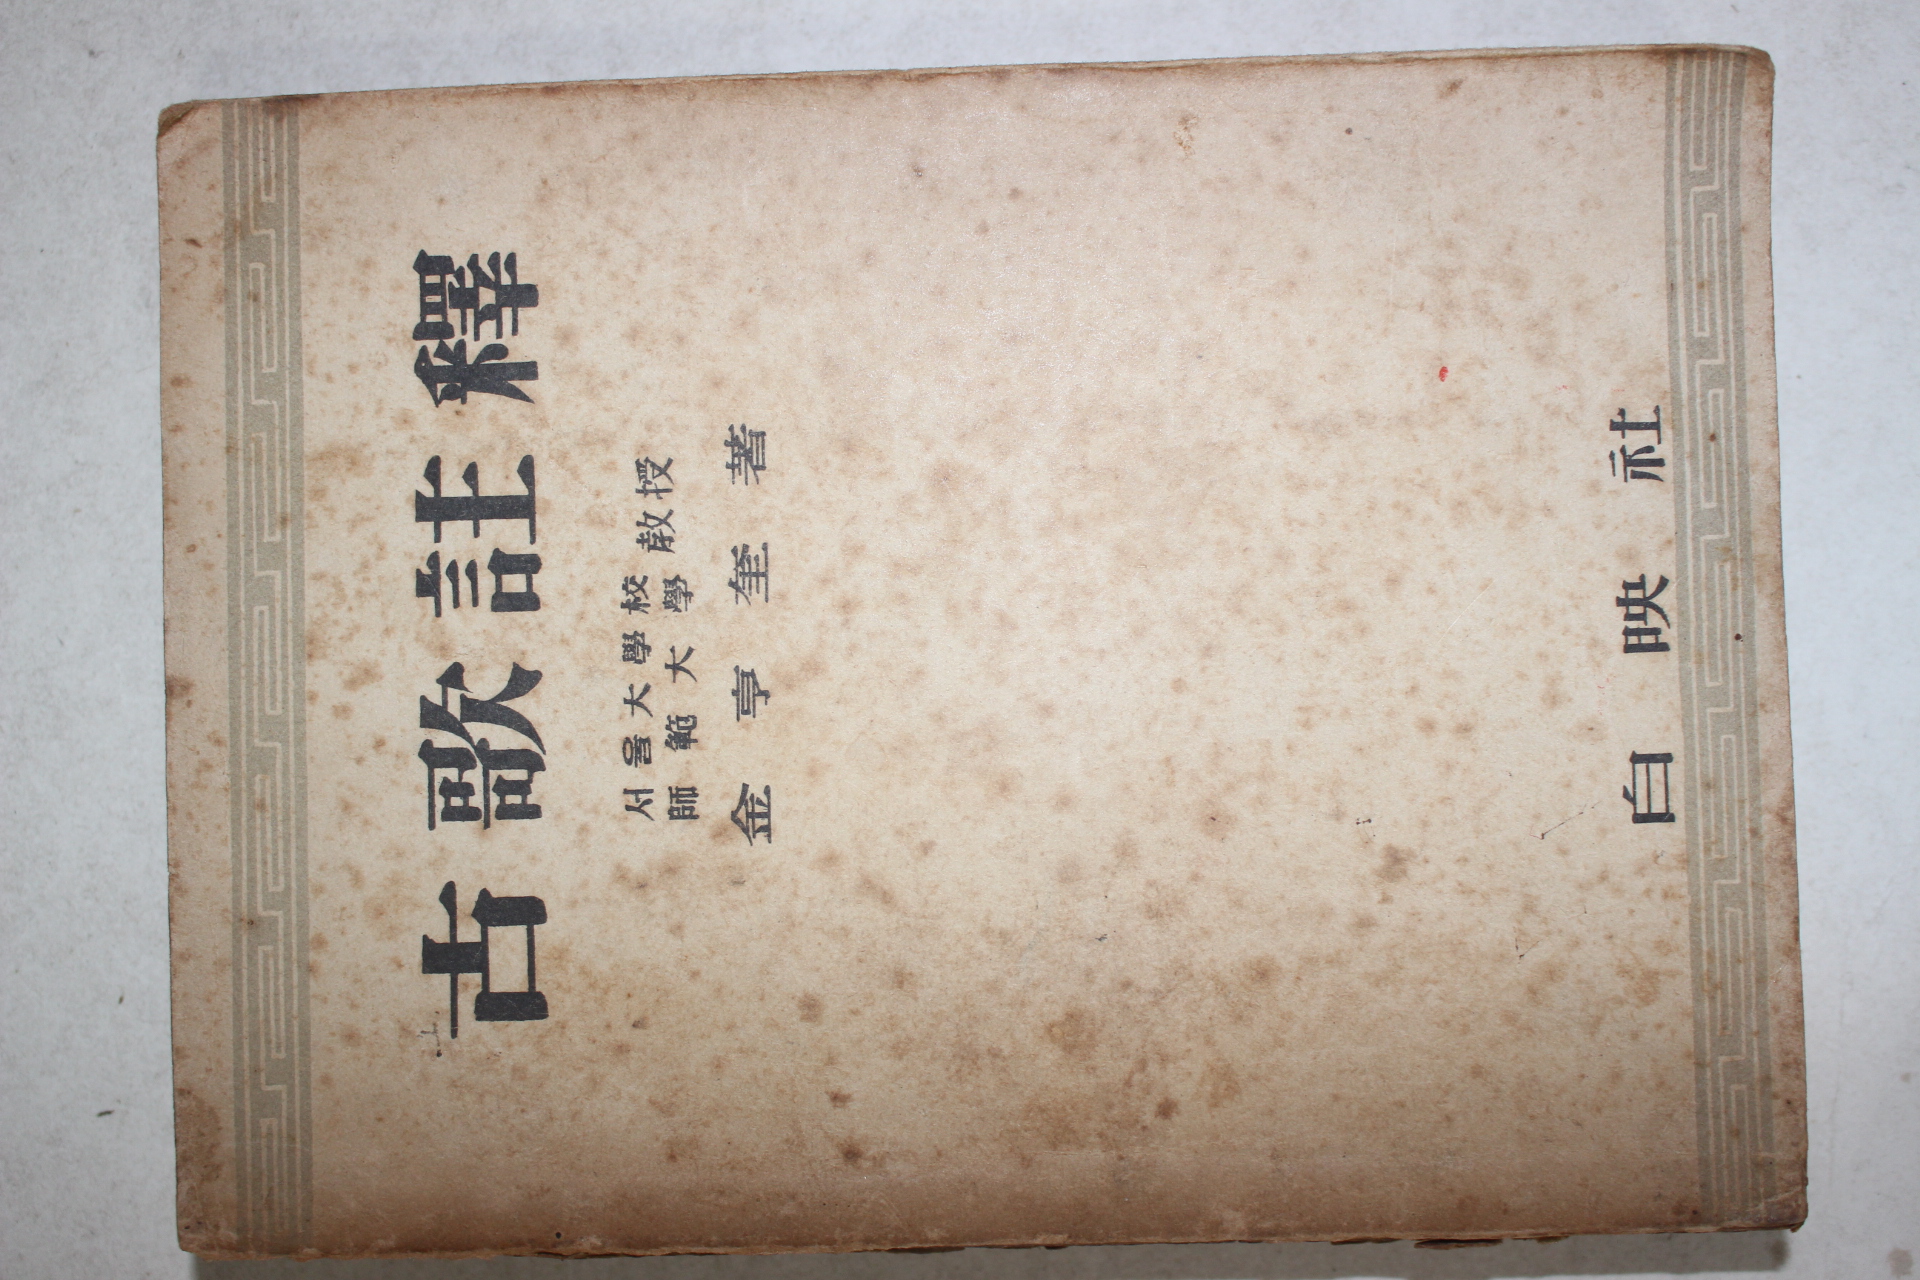 古歌註釋
서울大學校
師範大學
教授
金亨奎著
白映社